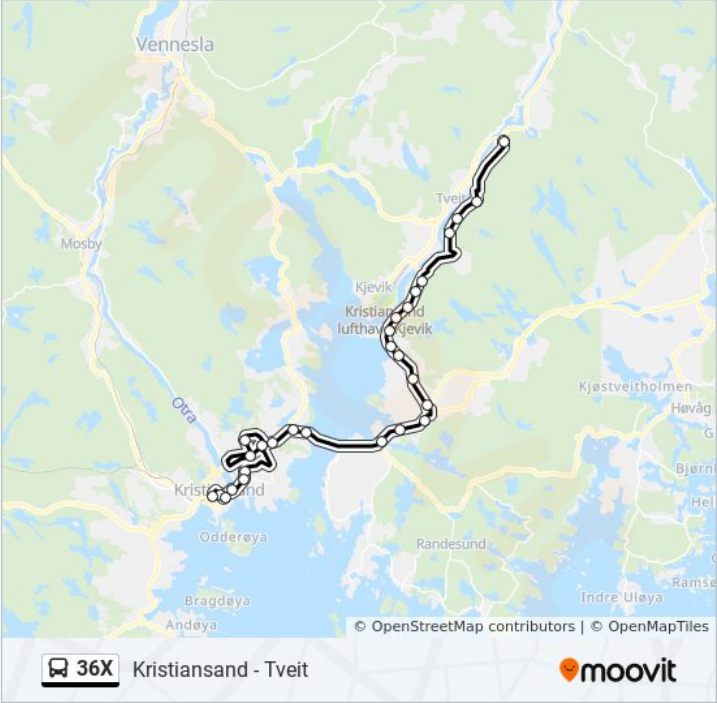 Vennesla
Tveit
Mosby
Kjevik
Kristiansand
lufthavn, Kjevik
Kjøstveitholmen
Høvåg
Otra
Kristiansand
Odderøya
Randesund
Bragdøya
Indre Uløya
Andøya
© OpenStreetMap contributors | © OpenMapTiles
36X Kristiansand - Tveit
moovit